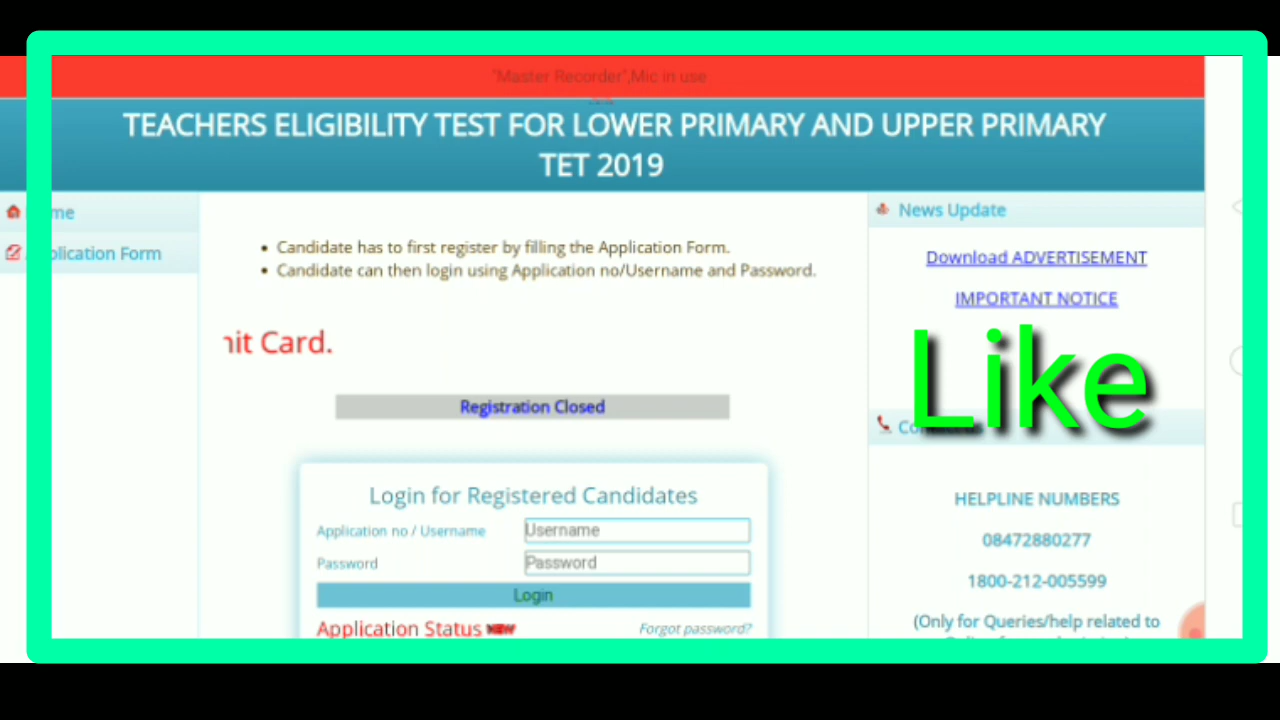 "Master Recorder",Mic in use
TEACHERS ELIGIBILITY TEST FOR LOWER PRIMARY AND UPPER PRIMARY
TET 2019
Application Form
• Candidate has to first register by filling the Application Form.
• Candidate can then login using Application no/Username and Password.
Card.
Registration Closed
Login for Registered Candidates
Application no / Username
Username
Password
Password
Login
Application Status NEW
Forgot password?
News Update
Download ADVERTISEMENT
IMPORTANT NOTICE
Like
HELPLINE NUMBERS
08472880277
1800-212-005599
(Only for Queries/help related to